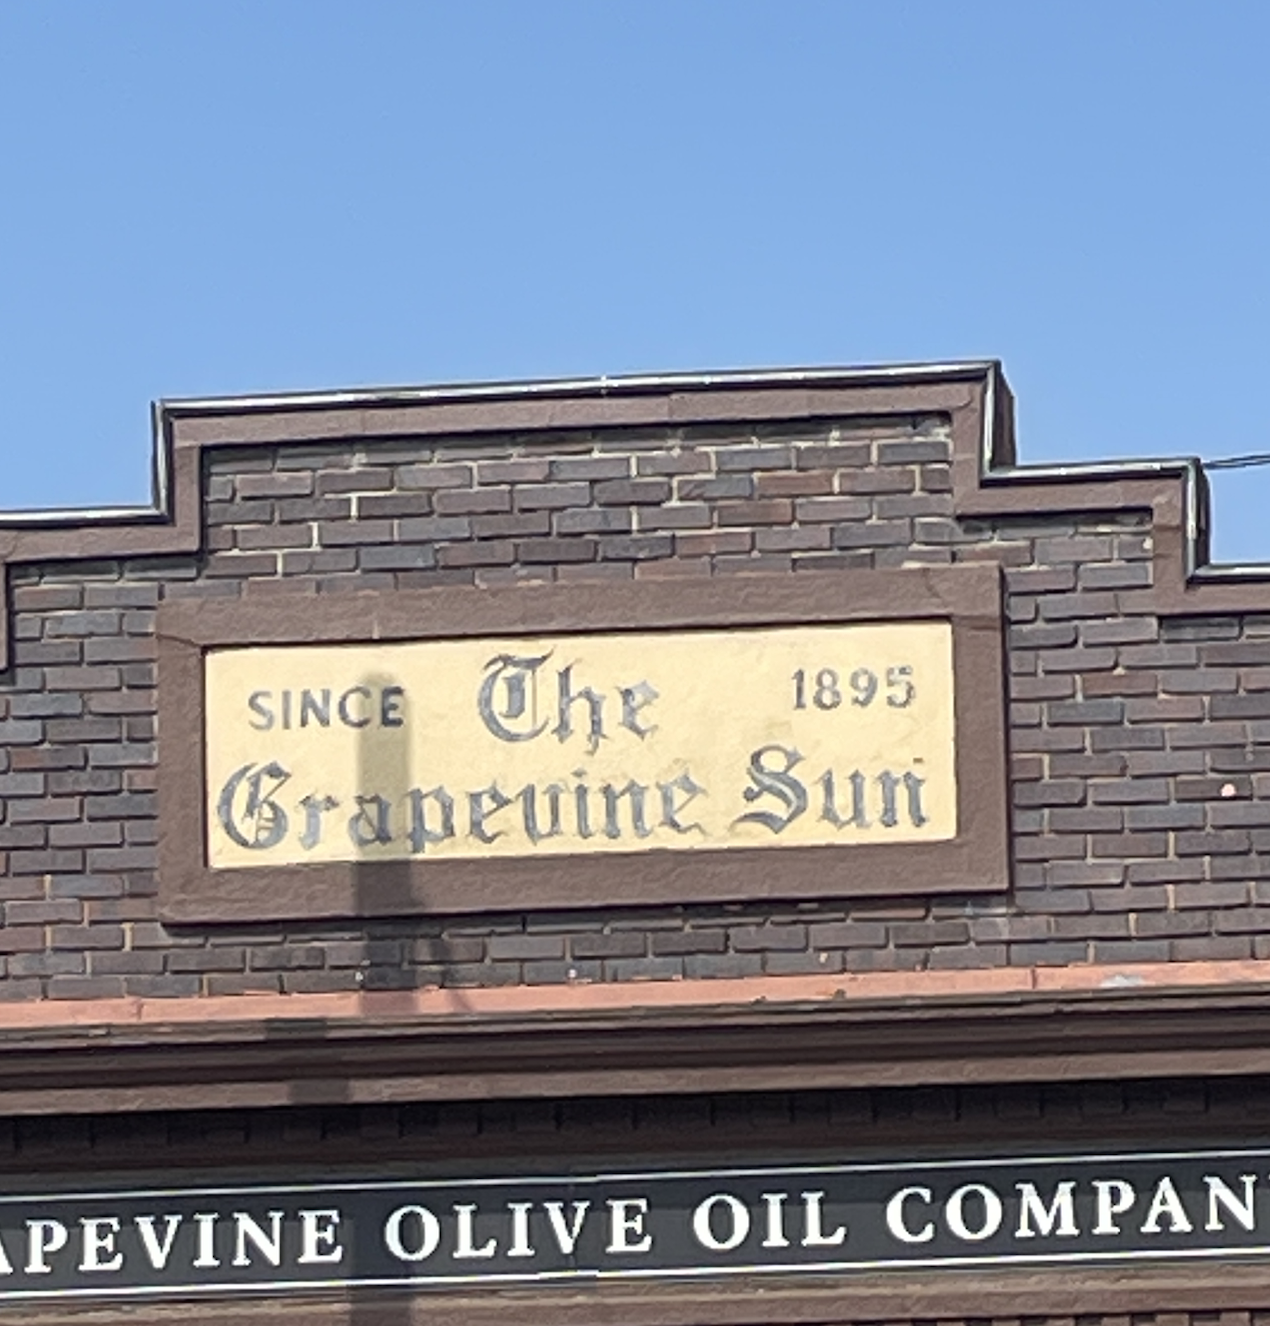 SINCE The 1895
Grapevine Sun
APEVINE OLIVE OIL COMPAN